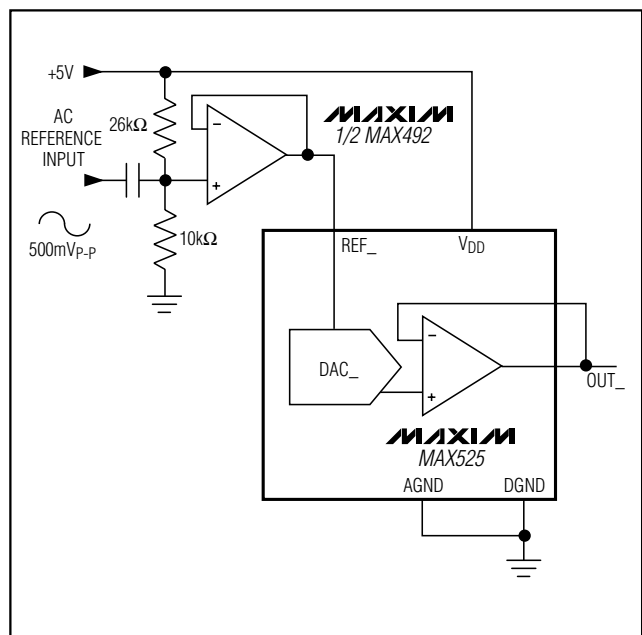 +5V
AC
REFERENCE
INPUT
26kΩ
MAXIM
1/2 MAX492
−
+
500mVP-P
10kΩ
REF_
VDD
DAC_
−
+
OUT_
MAXIM
MAX525
AGND
DGND